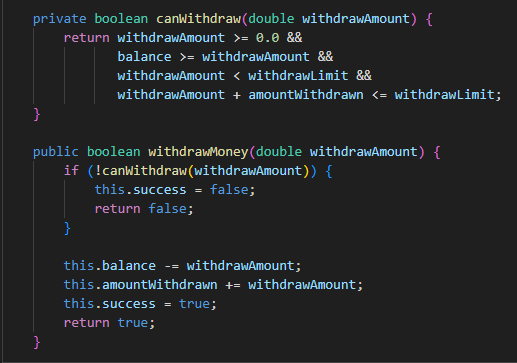 private boolean canWithdraw(double withdrawAmount) {
return withdrawAmount >= 0.0 &&
balance >= withdrawAmount &&
withdrawAmount < withdrawLimit &&
withdrawAmount + amountWithdrawn <= withdrawLimit;
}
public boolean withdrawMoney(double withdrawAmount) {
if (!canWithdraw(withdrawAmount)) {
this.success = false;
return false;
}
this.balance -= withdrawAmount;
this.amountWithdrawn += withdrawAmount;
this.success = true;
return true;
}